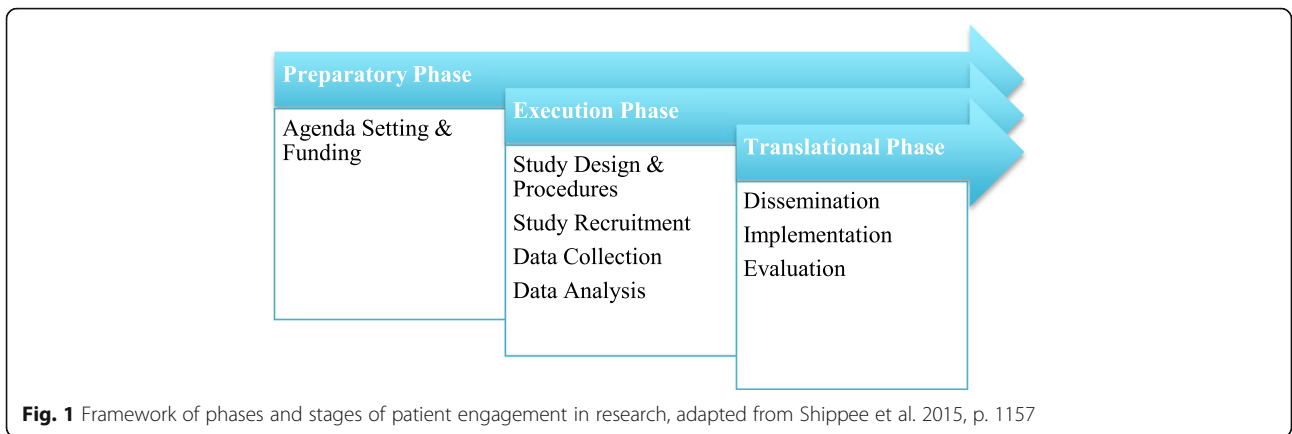 Preparatory Phase
Agenda Setting &
Funding
Execution Phase
Study Design &
Procedures
Study Recruitment
Data Collection
Data Analysis
Translational Phase
Dissemination
Implementation
Evaluation
Fig. 1 Framework of phases and stages of patient engagement in research, adapted from Shippee et al. 2015, p. 1157